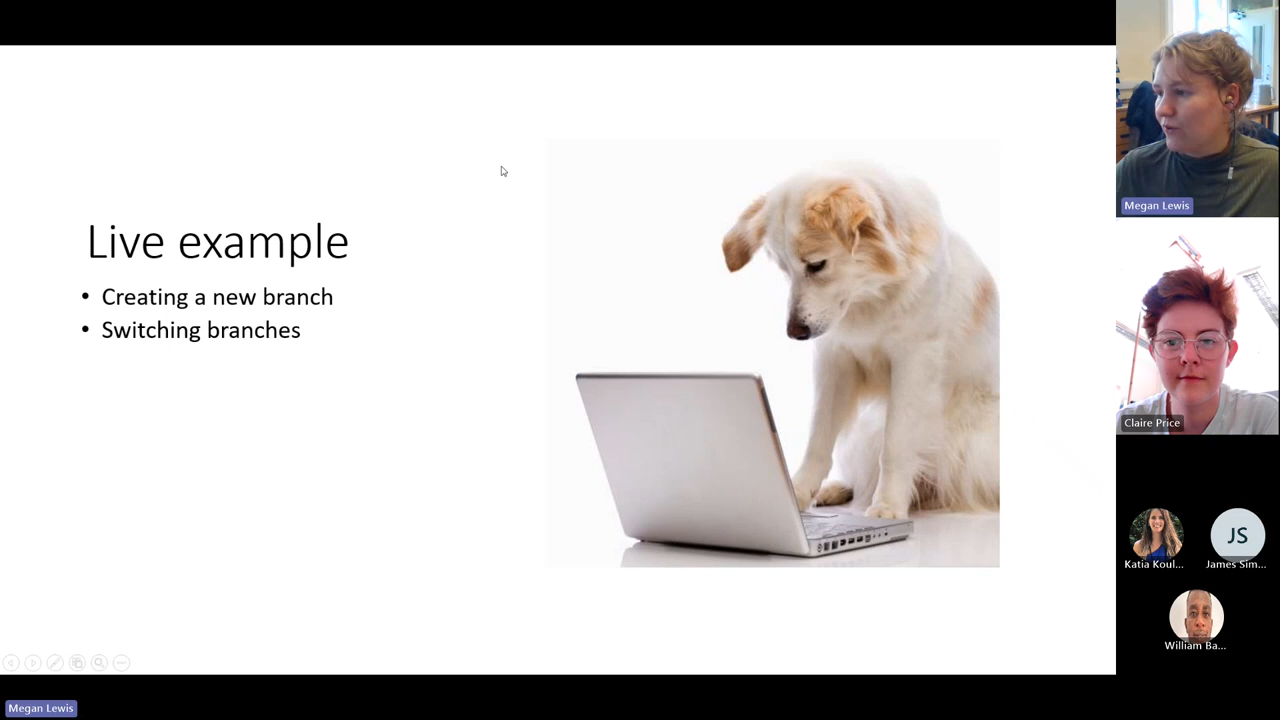 Live example
• Creating a new branch
• Switching branches
Megan Lewis
Claire Price
Katia Koul...
JS
James Sim...
William Ba...
Megan Lewis